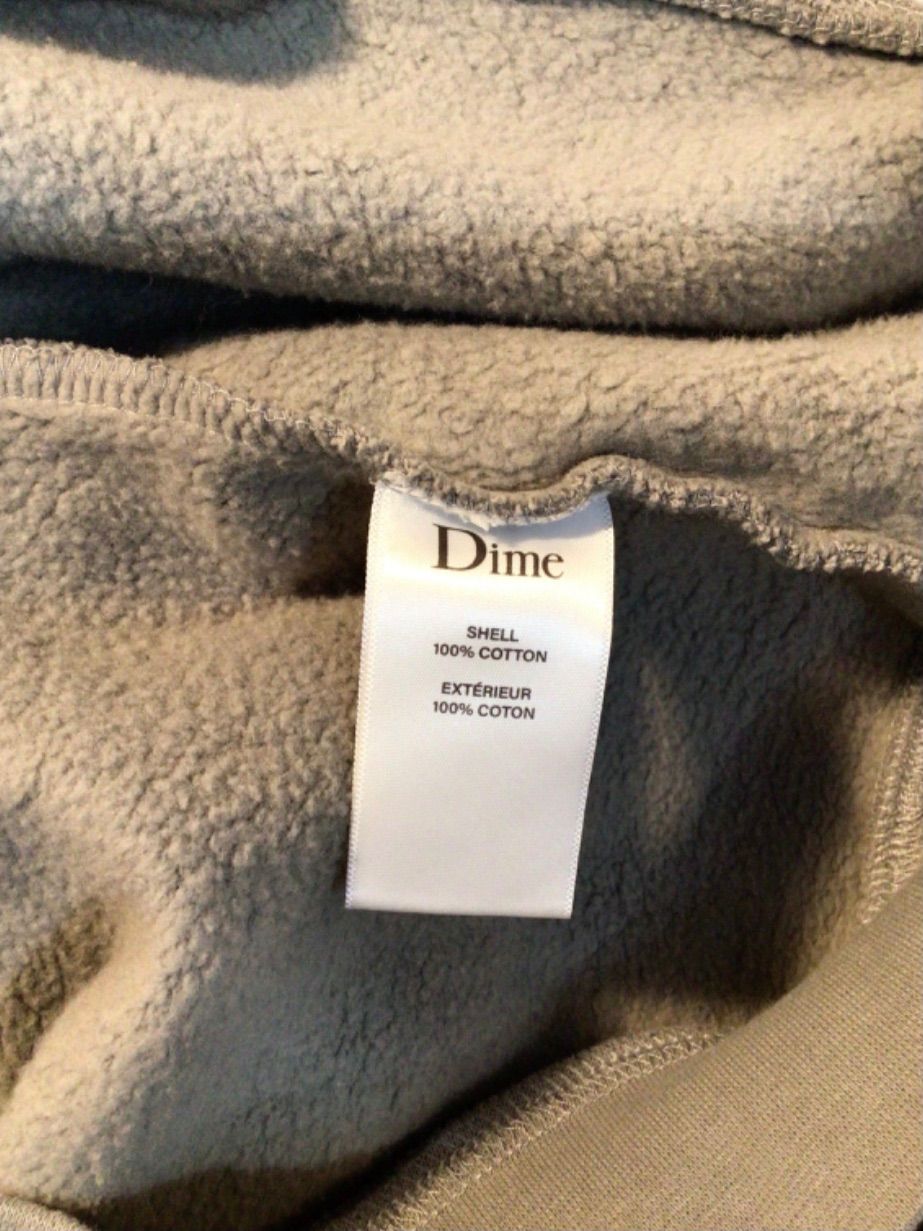 Dime
SHELL
100% COTTON
EXTÉRIEUR
100% COTON